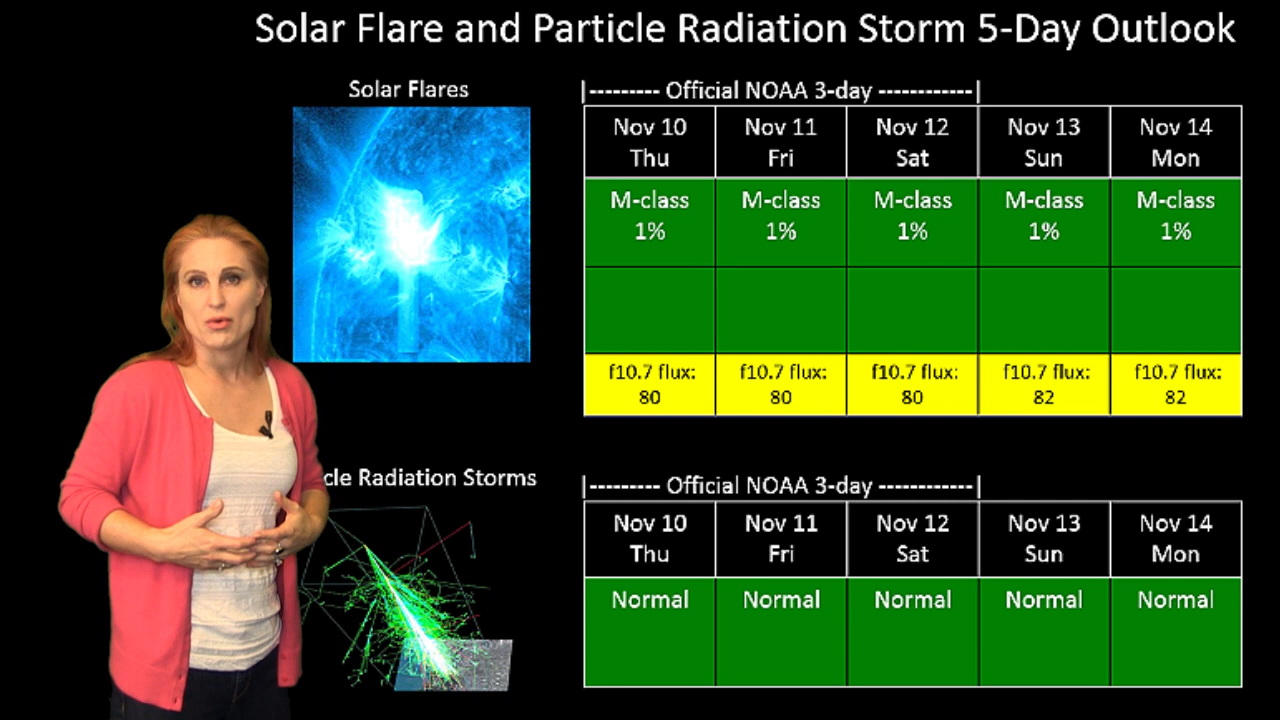 Solar Flare and Particle Radiation Storm 5-Day Outlook
Solar Flares
|--------- Official NOAA 3-day ------------|
Nov 10 Nov 11 Nov 12 Nov 13 Nov 14
Thu Fri Sat Sun Mon
M-class M-class M-class M-class M-class
1% 1% 1% 1% 1%
f10.7 flux: f10.7 flux: f10.7 flux: f10.7 flux: f10.7 flux:
80 80 80 82 82
cle Radiation Storms
|--------- Official NOAA 3-day ------------|
Nov 10 Nov 11 Nov 12 Nov 13 Nov 14
Thu Fri Sat Sun Mon
Normal Normal Normal Normal Normal